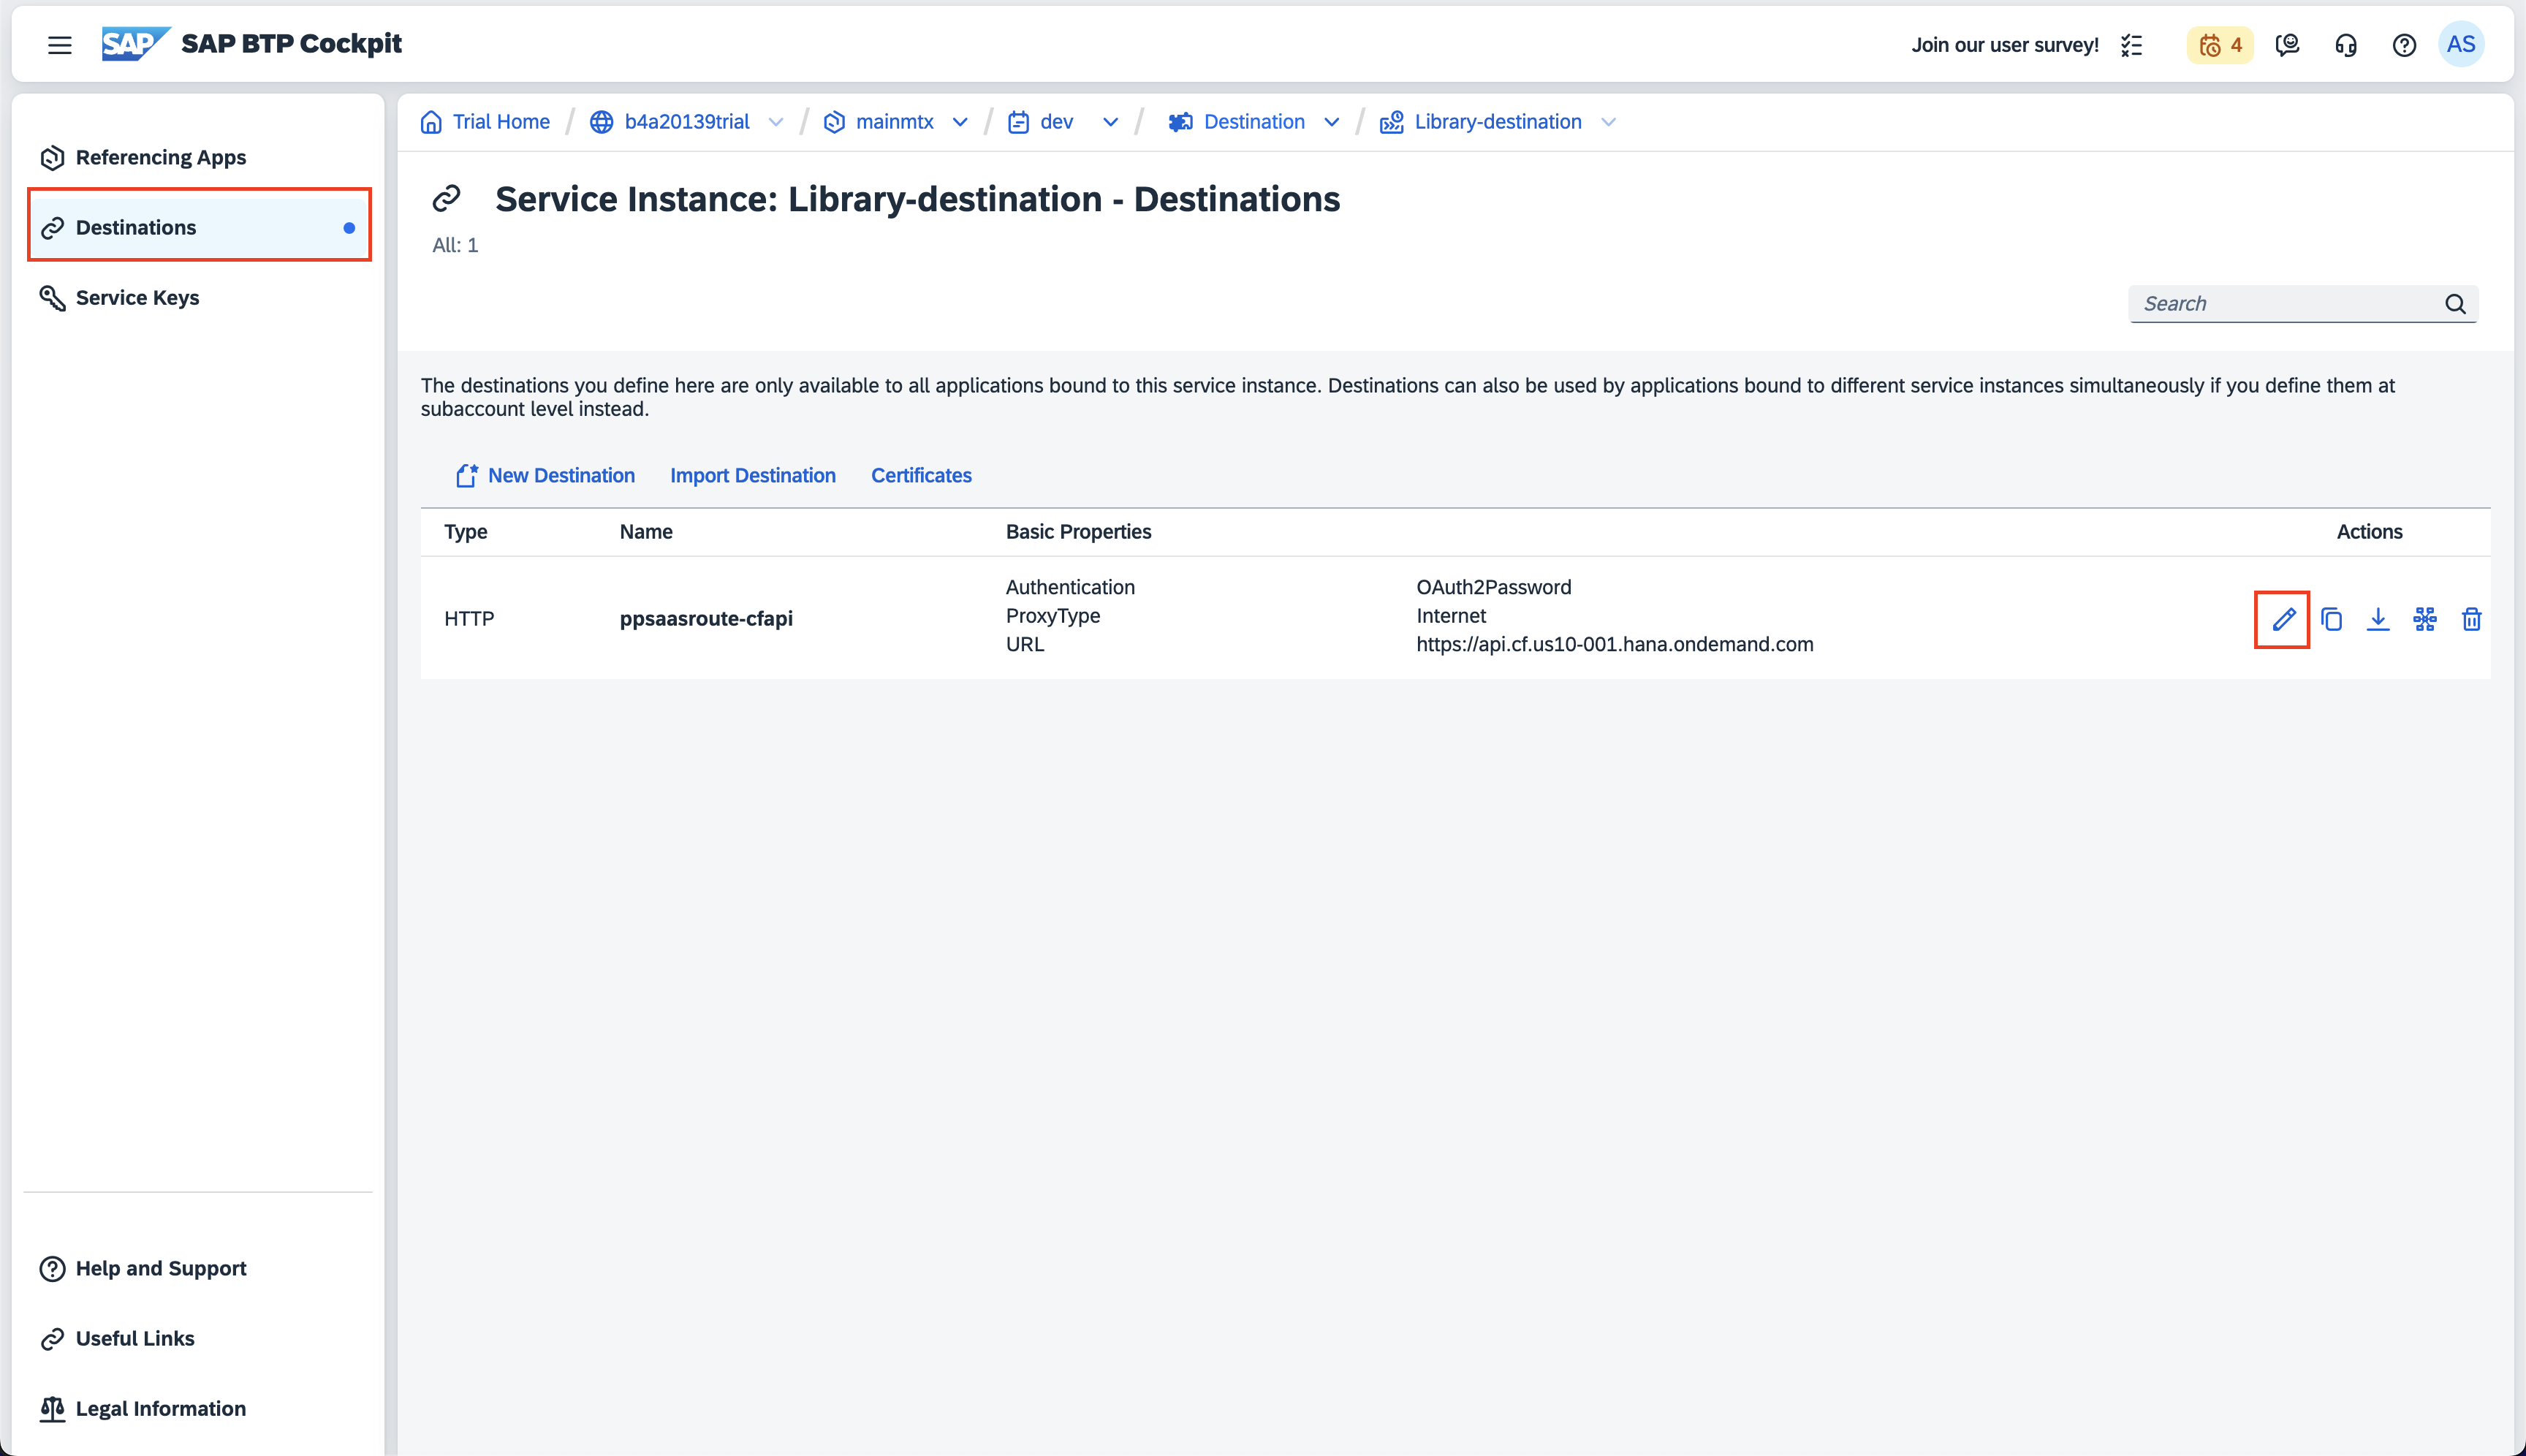 SAP SAP BTP Cockpit
Join our user survey!
4
AS
Referencing Apps
Destinations
Service Keys
Help and Support
Useful Links
Legal Information
Trial Home / b4a20139trial / mainmtx / dev / Destination / Library-destination
Service Instance: Library-destination - Destinations
All: 1
Search
The destinations you define here are only available to all applications bound to this service instance. Destinations can also be used by applications bound to different service instances simultaneously if you define them at
subaccount level instead.
New Destination Import Destination Certificates
Type Name Basic Properties Actions
HTTP ppsaasroute-cfapi
Authentication OAuth2Password
ProxyType Internet
URL https://api.cf.us10-001.hana.ondemand.com